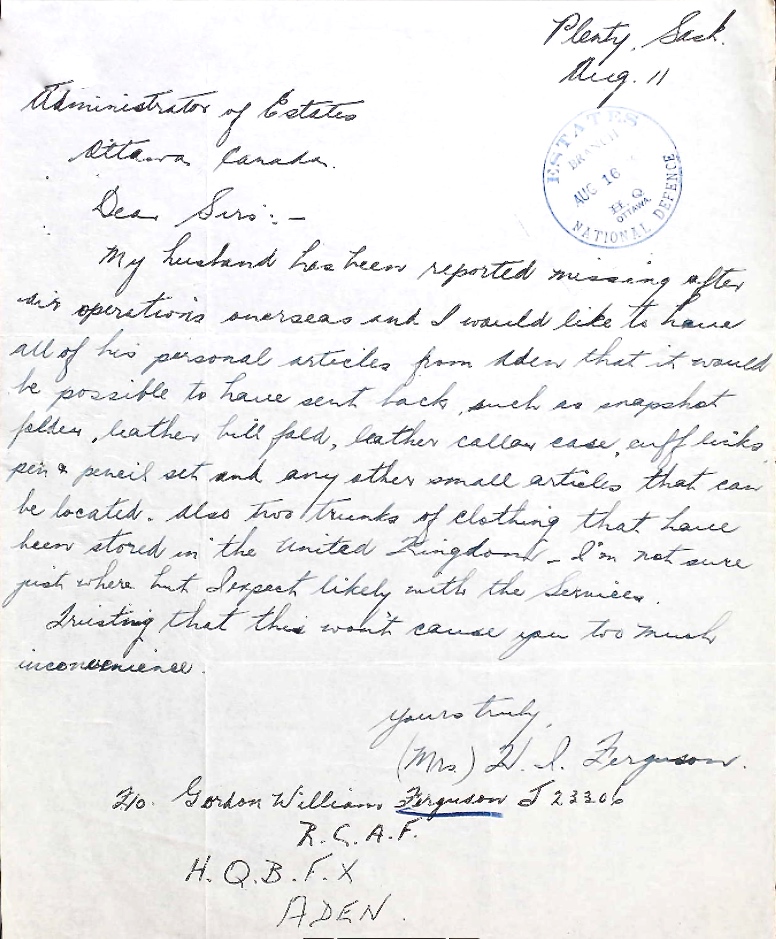 Plenty, Sask.
Aug. 11
Administrator of Estates
Ottawa Canada.
ESTATES
BRANCH
AUG 16
H.Q.
OTTAWA.
NATIONAL DEFENCE
Dear Sirs:-
My husband has been reported missing after
air operations overseas and I would like to have
all of his personal articles from Aden that it would
be possible to have sent back, such as snapshot
folder, leather bill fold, leather collar case, cuff links,
pen & pencil set and any other small articles that can
be located. Also two trunks of clothing that have
been stored in the United Kingdom - I'm not sure
just where but I expect likely with the Services.
Trusting that this won't cause you too much
inconvenience.
Yours truly,
(Mrs.) H. I. Ferguson.
F/o. Gordon William Ferguson J 23306
R.C.A.F.
H.Q.B.F.X
ADEN.